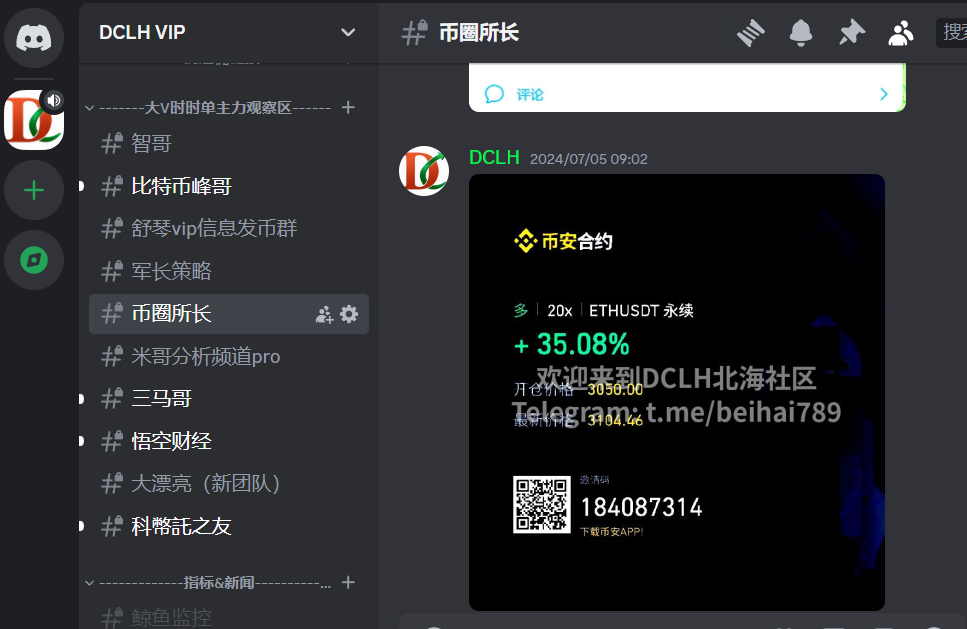 DCLH VIP
-------大V时时单主力观察区------
智哥
比特币峰哥
舒琴vip信息发币群
军长策略
币圈所长
米哥分析频道pro
三马哥
悟空财经
大漂亮（新团队）
科幣託之友
-------------指标&新闻----------...
鲸鱼监控
币圈所长
搜索
评论
DCLH 2024/07/05 09:02
币安合约
多 20x ETHUSDT 永续
+ 35.08%
欢迎来到DCLH北海社区
开仓价格 3050.00
Telegram: t.me/beihai789
最新价格 3104.46
邀请码
184087314
下载币安APP!